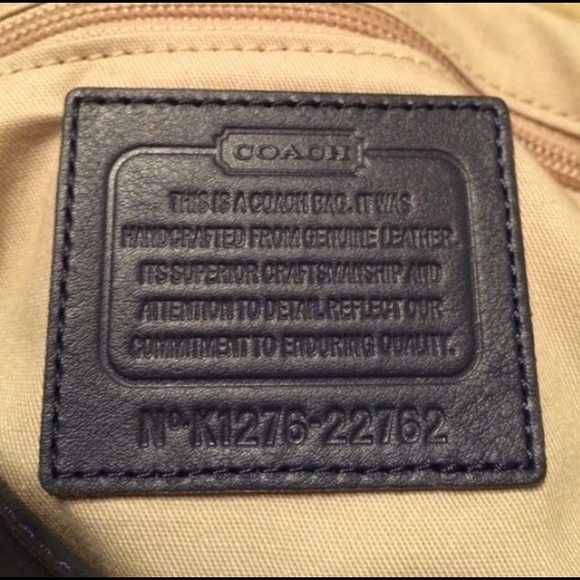 COACH
THIS IS A COACH BAG. IT WAS
HANDCRAFTED FROM GENUINE LEATHER.
ITS SUPERIOR CRAFTSMANSHIP AND
ATTENTION TO DETAIL REFLECT OUR
COMMITMENT TO ENDURING QUALITY.
Nº·K1276-22762